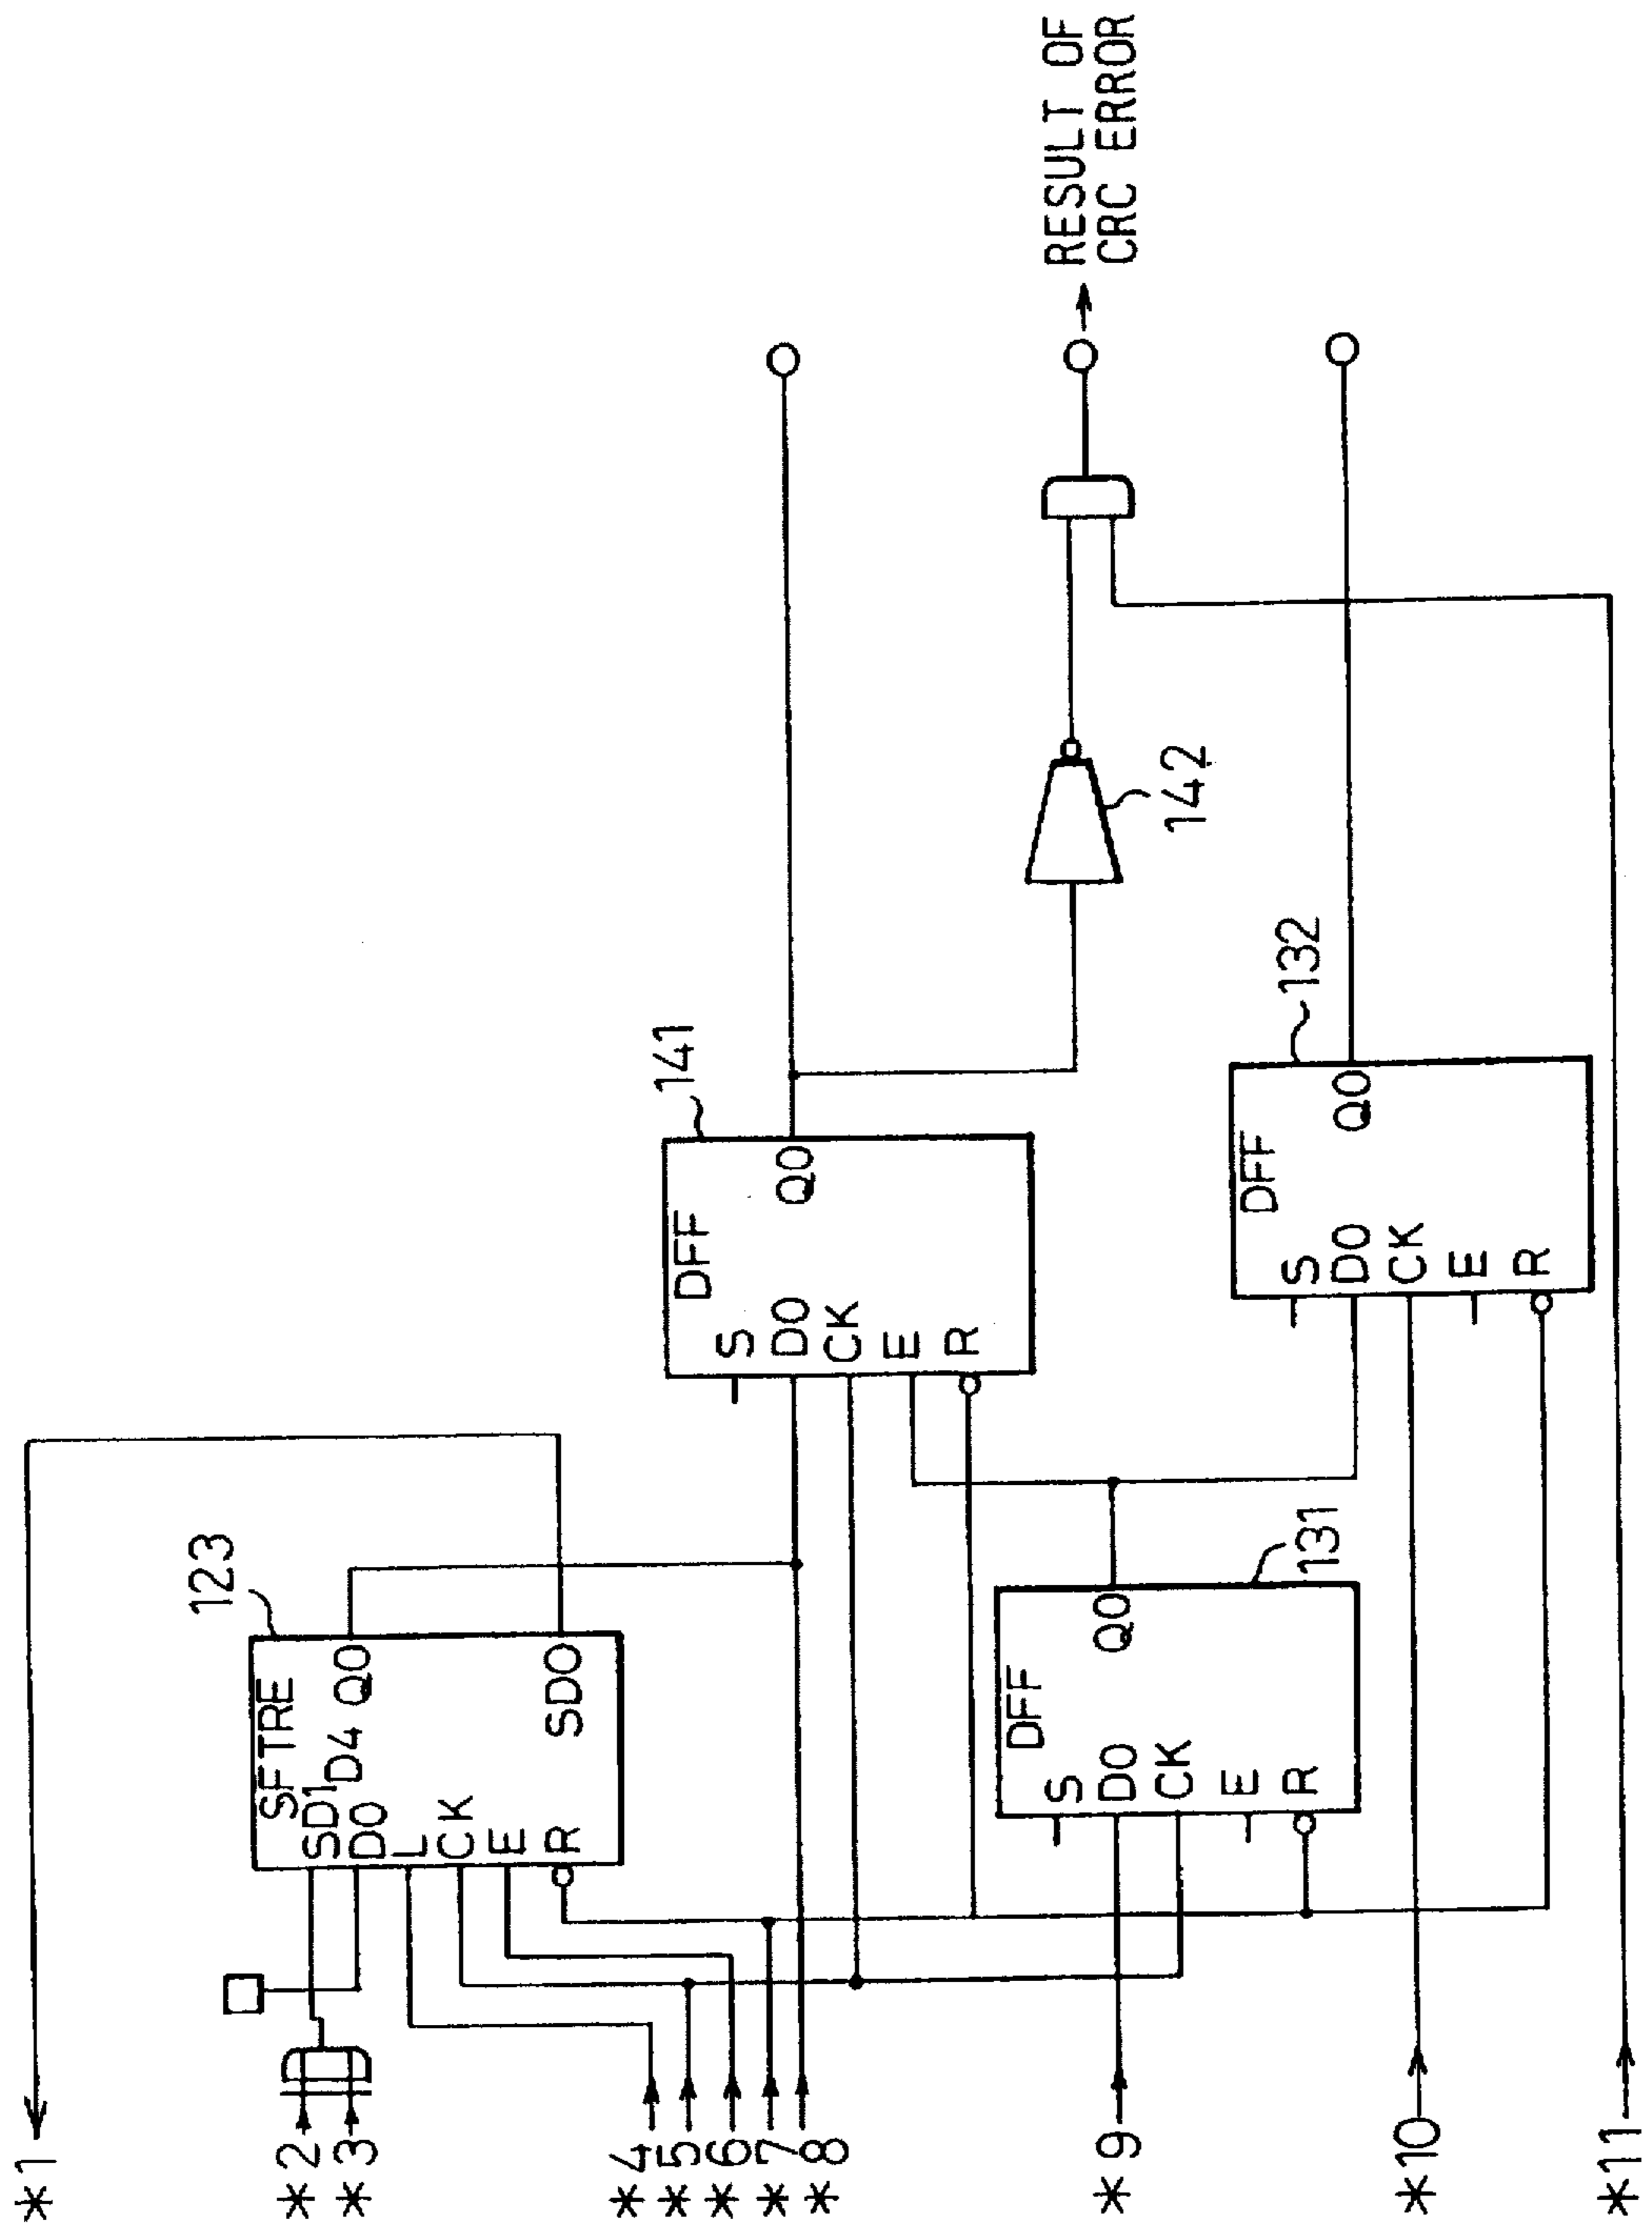 *1
*2
*3
*4
*5
*6
*7
*8
*9
*10
*11
123
SFTRE
SD1
D4
Q0
D0
L
CK
E
R
SD0
141
DFF
S
D0
Q0
CK
E
R
131
DFF
S
D0
Q0
CK
E
R
132
DFF
S
D0
Q0
CK
E
R
142
RESULT OF
CRC ERROR